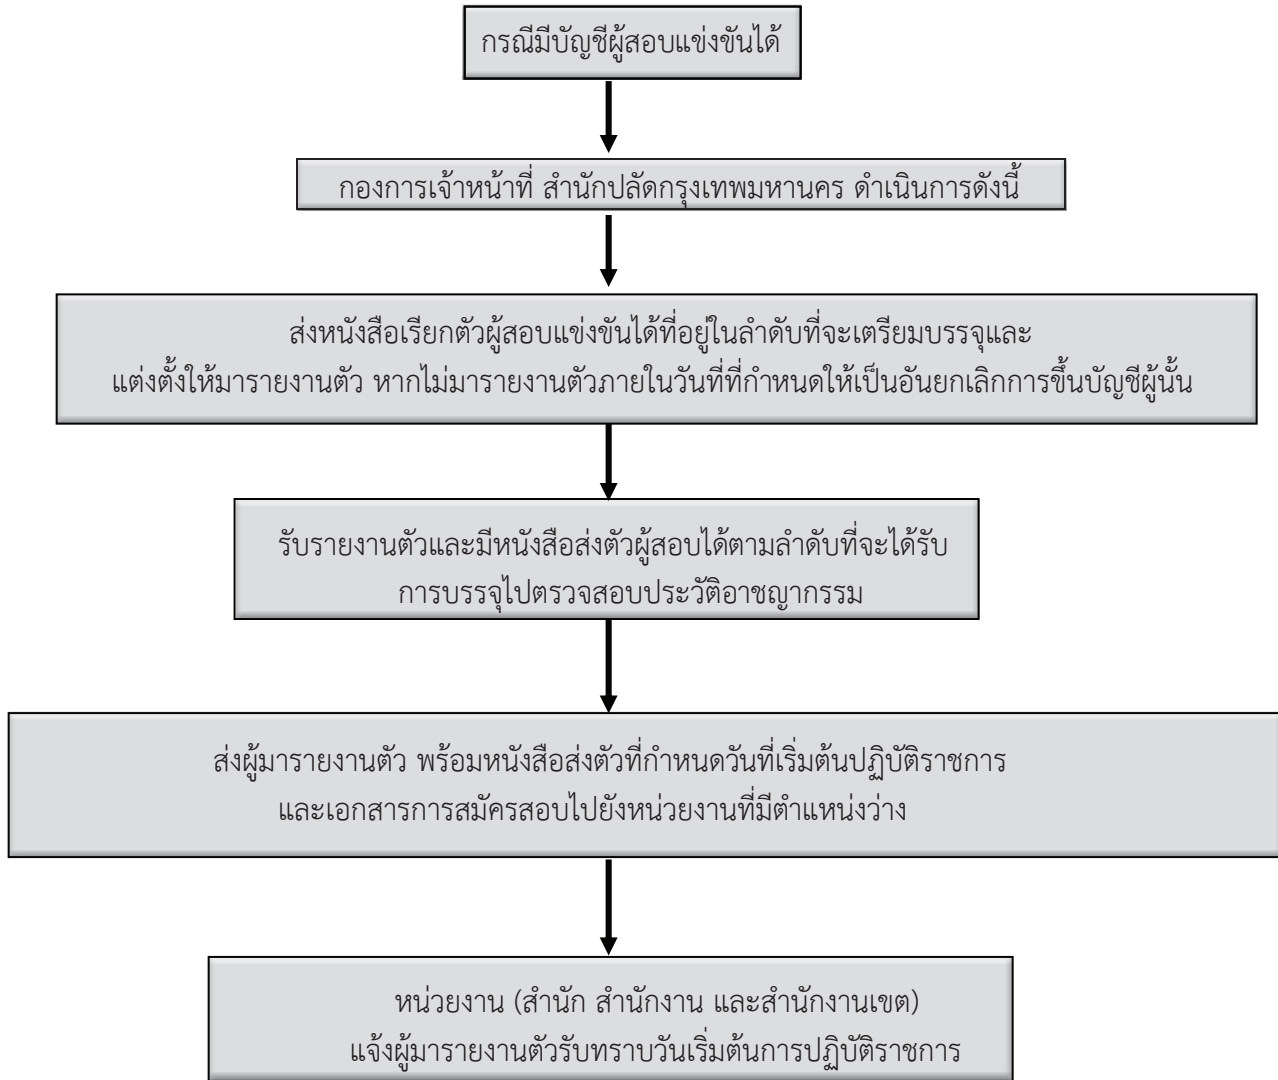 กรณีมีบัญชีผู้สอบแข่งขันได้
กองการเจ้าหน้าที่ สำนักปลัดกรุงเทพมหานคร ดำเนินการดังนี้
ส่งหนังสือเรียกตัวผู้สอบแข่งขันได้ที่อยู่ในลำดับที่จะเตรียมบรรจุและ
แต่งตั้งให้มารายงานตัว หากไม่มารายงานตัวภายในวันที่ที่กำหนดให้เป็นอันยกเลิกการขึ้นบัญชีผู้นั้น
รับรายงานตัวและมีหนังสือส่งตัวผู้สอบได้ตามลำดับที่จะได้รับ
การบรรจุไปตรวจสอบประวัติอาชญากรรม
ส่งผู้มารายงานตัว พร้อมหนังสือส่งตัวที่กำหนดวันที่เริ่มต้นปฏิบัติราชการ
และเอกสารการสมัครสอบไปยังหน่วยงานที่มีตำแหน่งว่าง
หน่วยงาน (สำนัก สำนักงาน และสำนักงานเขต)
แจ้งผู้มารายงานตัวรับทราบวันเริ่มต้นการปฏิบัติราชการ